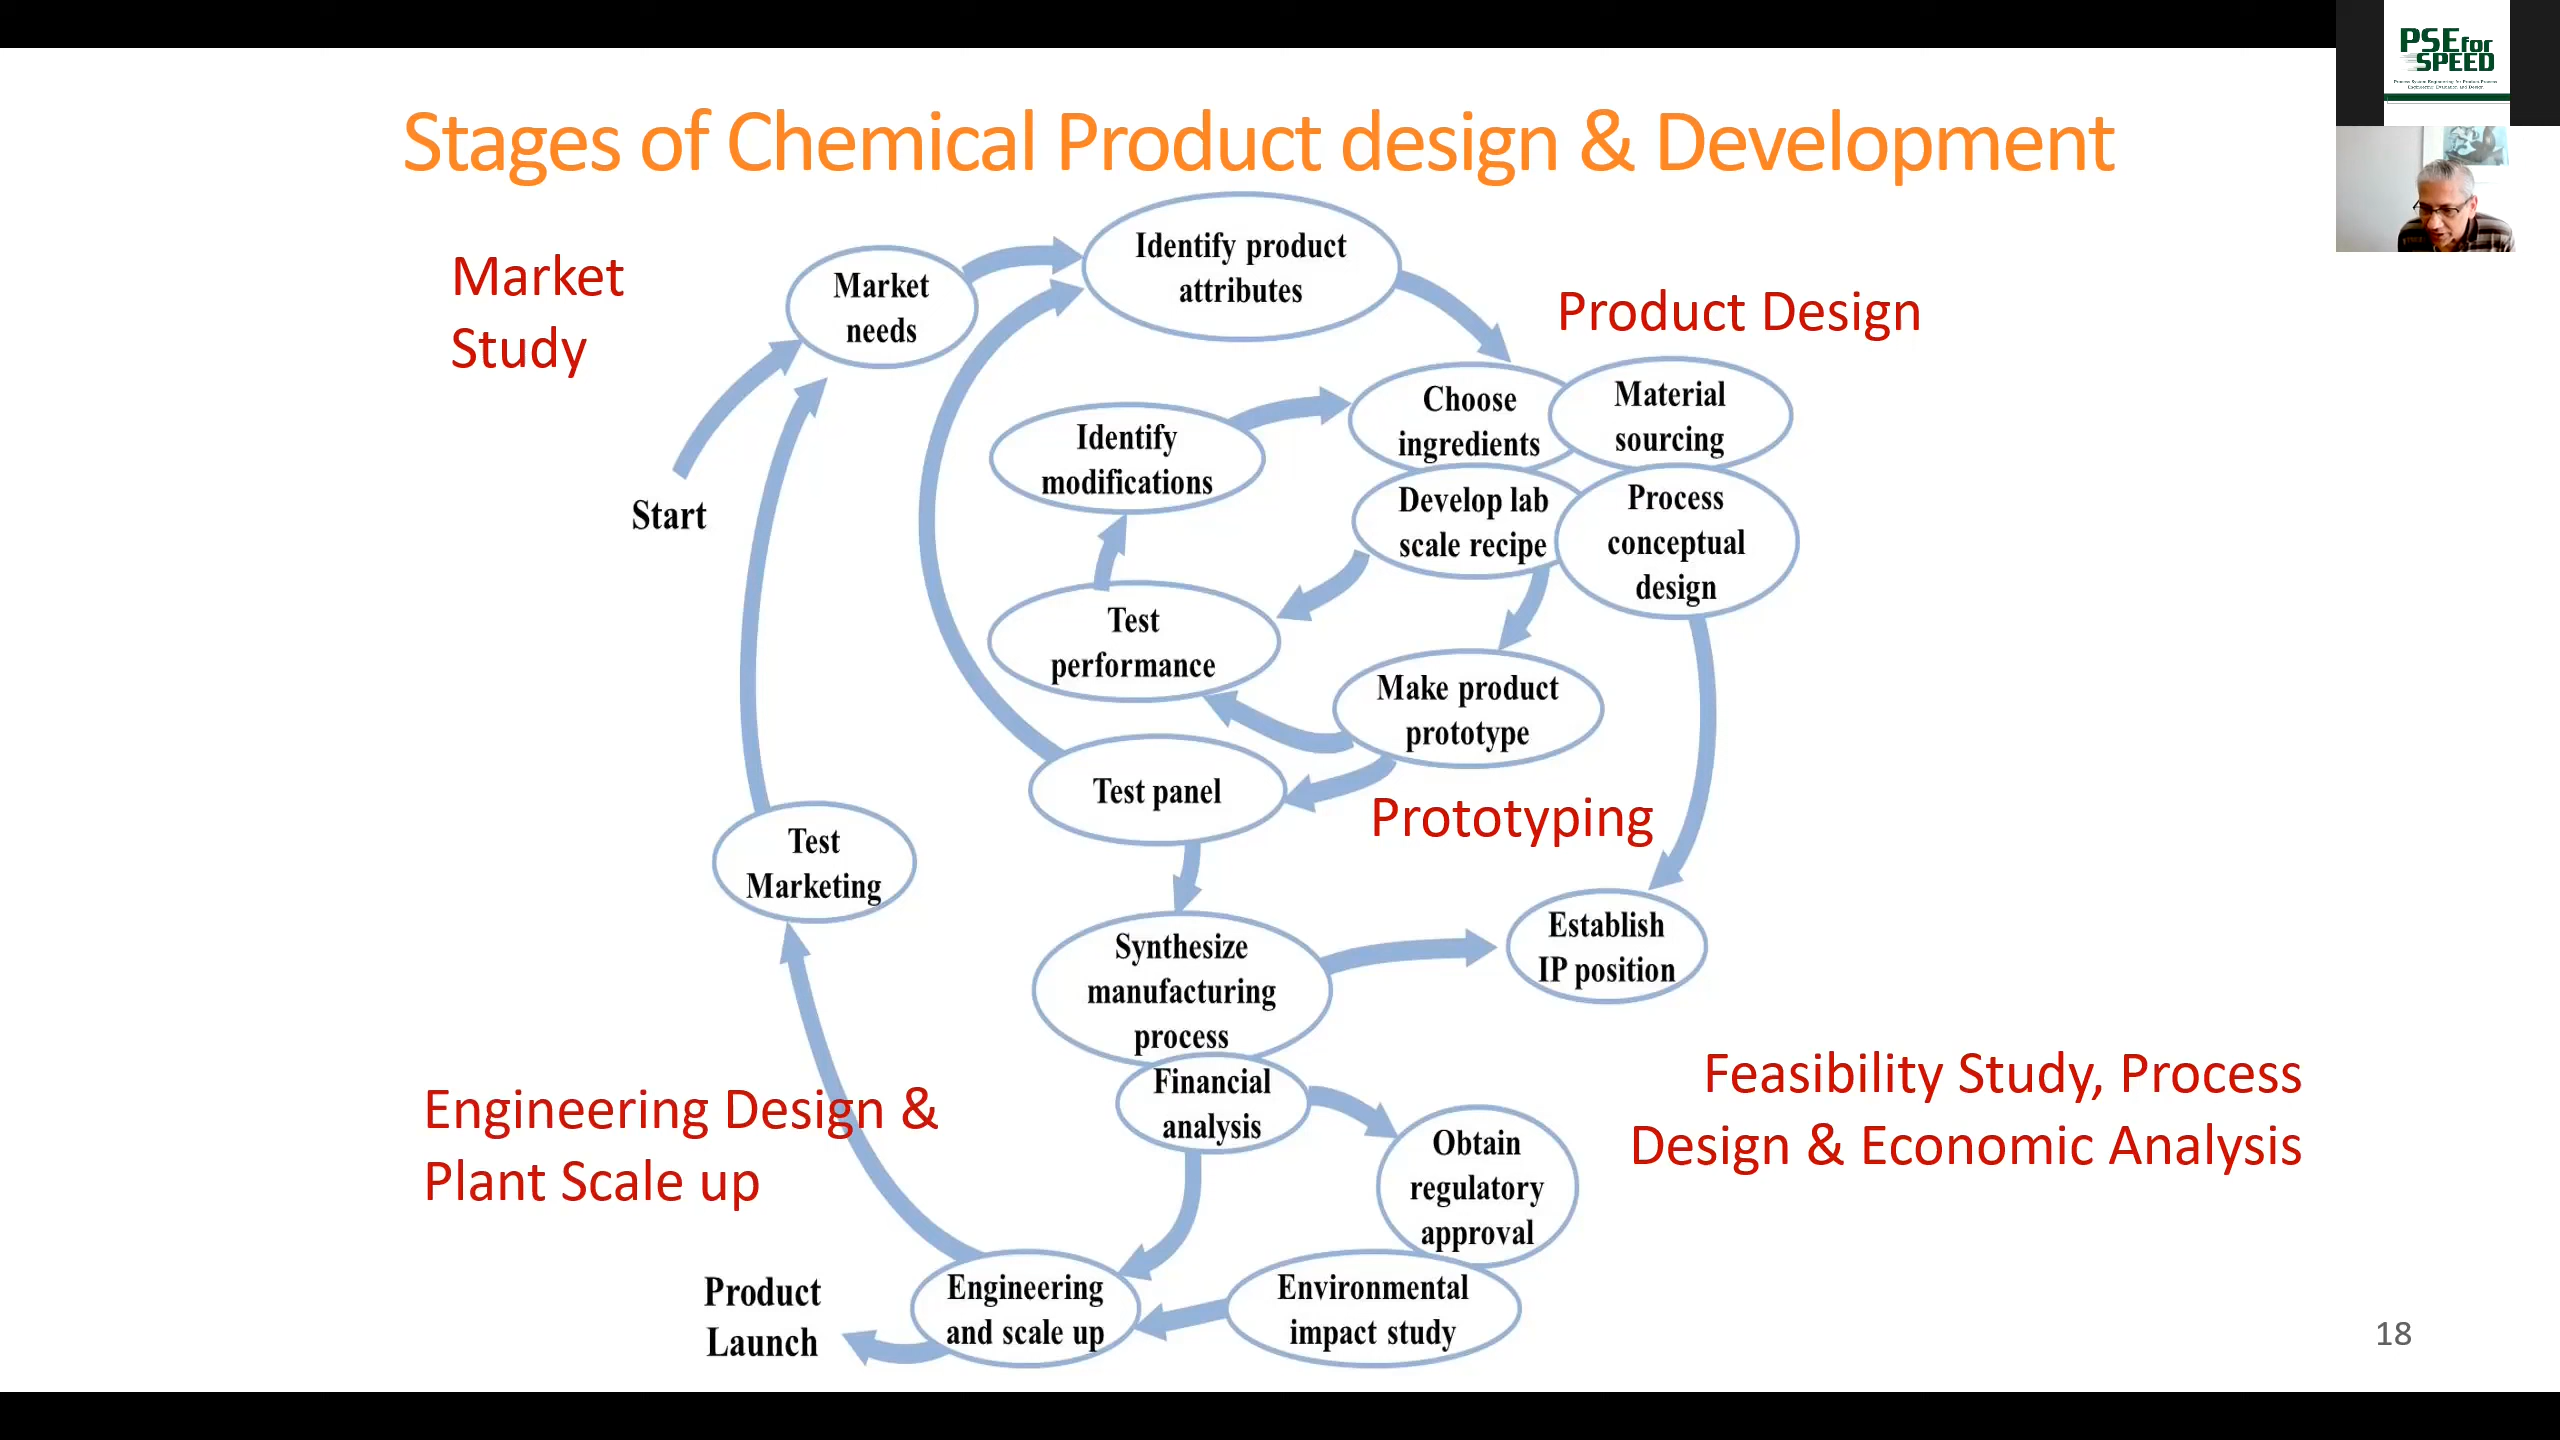 Stages of Chemical Product design & Development
PSE for
SPEED
Market
Study
Market
needs
Identify product
attributes
Product Design
Choose
ingredients
Material
sourcing
Identify
modifications
Develop lab
scale recipe
Process
conceptual
design
Start
Test
performance
Make product
prototype
Test panel
Prototyping
Test
Marketing
Synthesize
manufacturing
process
Establish
IP position
Financial
analysis
Feasibility Study, Process
Design & Economic Analysis
Engineering Design &
Plant Scale up
Obtain
regulatory
approval
Product
Launch
Engineering
and scale up
Environmental
impact study
18